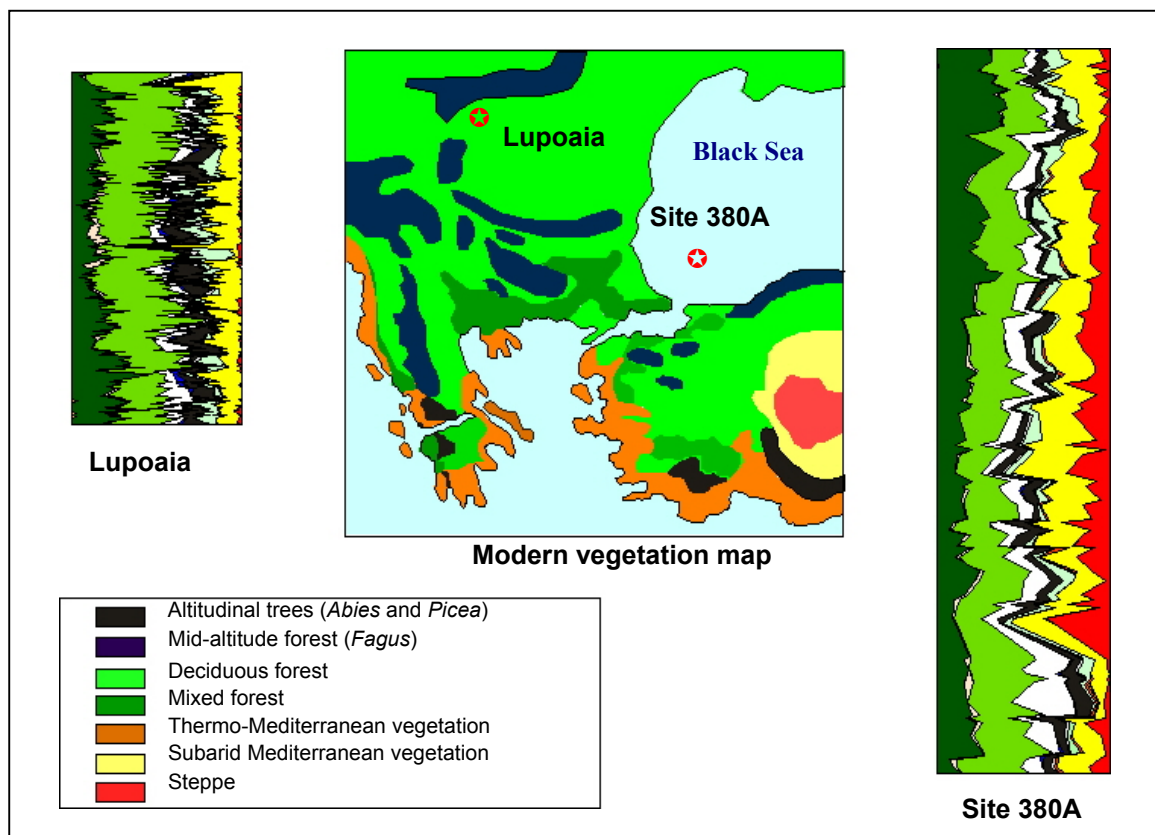 Lupoaia
Black Sea
Site 380A
Lupoaia
Modern vegetation map
Altitudinal trees (Abies and Picea)
Mid-altitude forest (Fagus)
Deciduous forest
Mixed forest
Thermo-Mediterranean vegetation
Subarid Mediterranean vegetation
Steppe
Site 380A